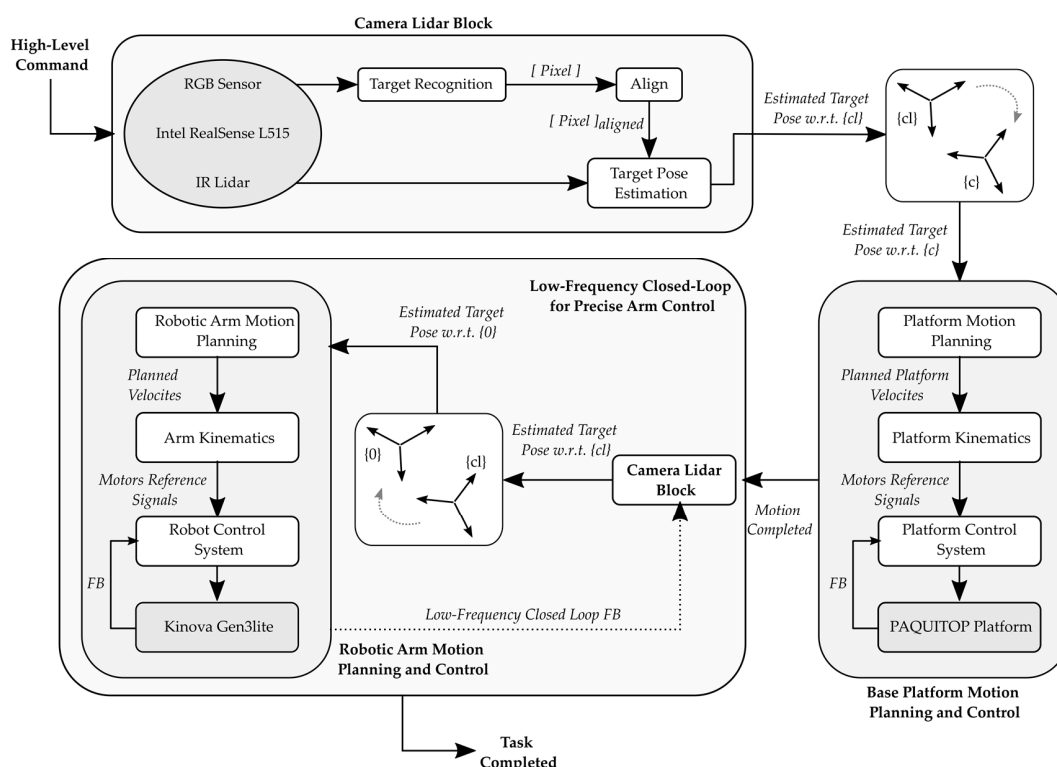 Camera Lidar Block
High-Level
Command
RGB Sensor
Intel RealSense L515
IR Lidar
Target Recognition
[ Pixel ]
Align
[ Pixel ]aligned
Target Pose
Estimation
Estimated Target
Pose w.r.t. {cl}
{cl}
{c}
Estimated Target
Pose w.r.t. {c}
Low-Frequency Closed-Loop
for Precise Arm Control
Robotic Arm Motion
Planning
Planned
Velocites
Arm Kinematics
Motors Reference
Signals
Robot Control
System
FB
Kinova Gen3lite
Estimated Target
Pose w.r.t. {0}
{0}
{cl}
Estimated Target
Pose w.r.t. {cl}
Camera Lidar
Block
Motion
Completed
Low-Frequency Closed Loop FB
Robotic Arm Motion
Planning and Control
Platform Motion
Planning
Planned Platform
Velocites
Platform Kinematics
Motors Reference
Signals
Platform Control
System
FB
PAQUITOP Platform
Base Platform Motion
Planning and Control
Task
Completed